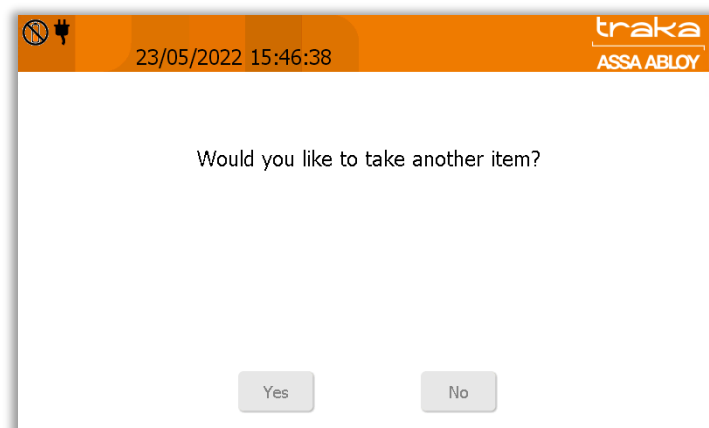 traka
23/05/2022 15:46:38
ASSA ABLOY
Would you like to take another item?
Yes
No